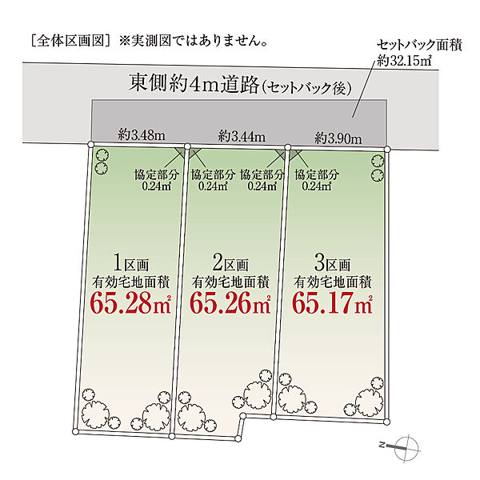 ［全体区画図］ ※実測図ではありません。
セットバック面積
約32.15㎡
東側約4m道路(セットバック後)
約3.48m
約3.44m
約3.90m
協定部分
0.24㎡
協定部分
0.24㎡
協定部分
0.24㎡
協定部分
0.24㎡
1区画
有効宅地面積
65.28㎡
2区画
有効宅地面積
65.26㎡
3区画
有効宅地面積
65.17㎡
N